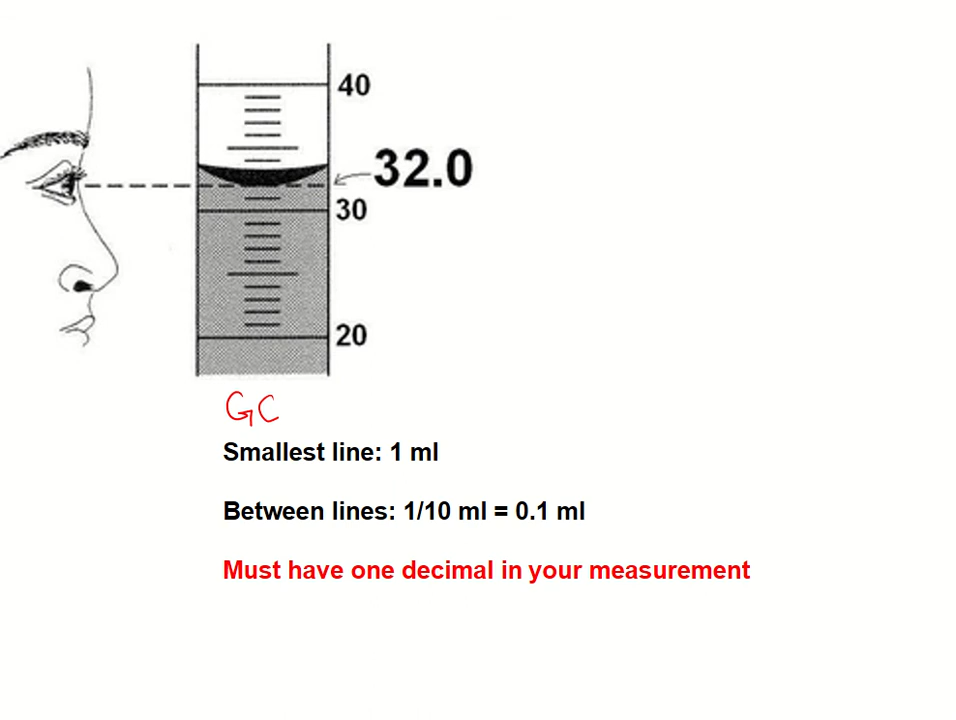 40
32.0
30
20
GC
Smallest line: 1 ml
Between lines: 1/10 ml = 0.1 ml
Must have one decimal in your measurement